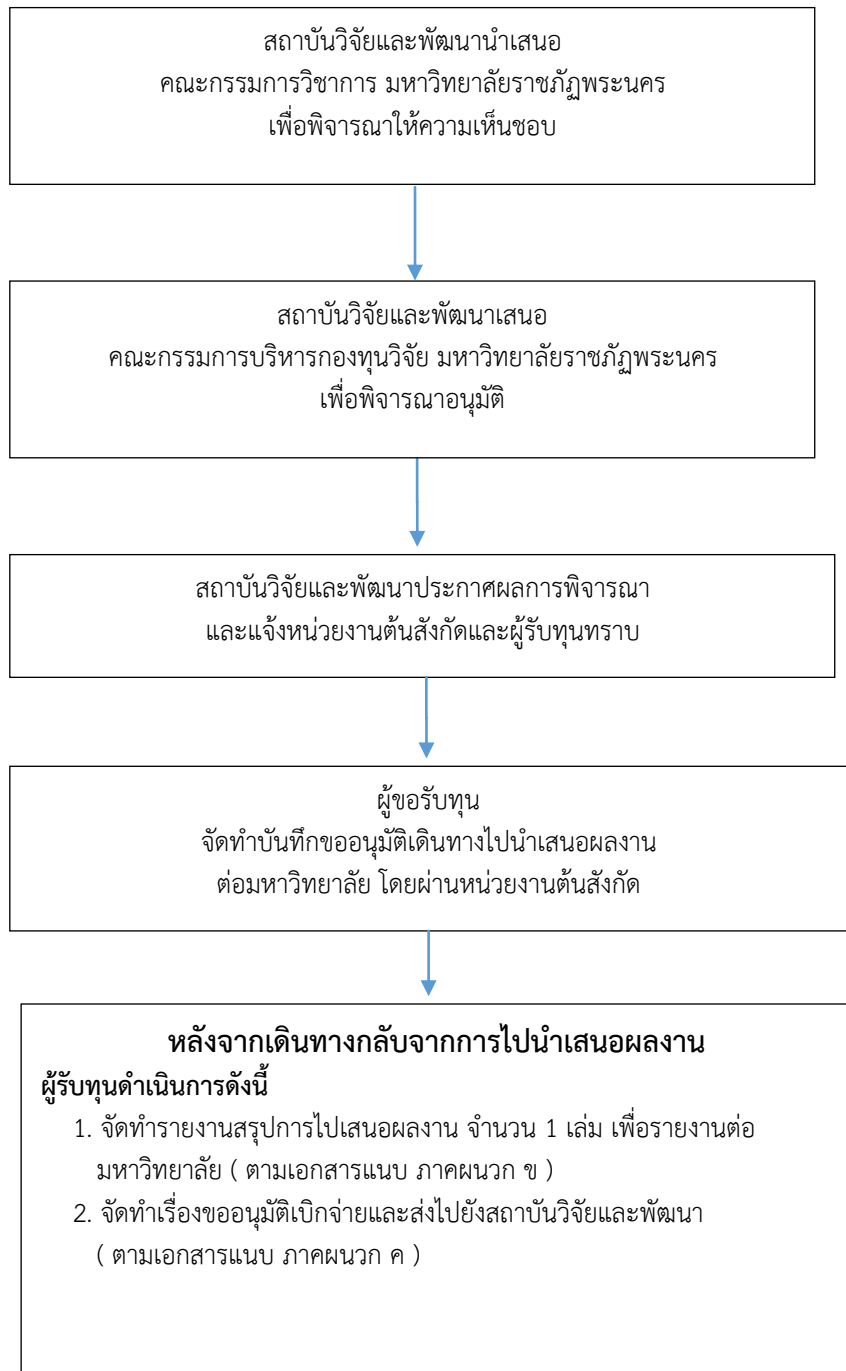 สถาบันวิจัยและพัฒนานำเสนอ
คณะกรรมการวิชาการ มหาวิทยาลัยราชภัฏพระนคร
เพื่อพิจารณาให้ความเห็นชอบ
สถาบันวิจัยและพัฒนาเสนอ
คณะกรรมการบริหารกองทุนวิจัย มหาวิทยาลัยราชภัฏพระนคร
เพื่อพิจารณาอนุมัติ
สถาบันวิจัยและพัฒนาประกาศผลการพิจารณา
และแจ้งหน่วยงานต้นสังกัดและผู้รับทุนทราบ
ผู้ขอรับทุน
จัดทำบันทึกขออนุมัติเดินทางไปนำเสนอผลงาน
ต่อมหาวิทยาลัย โดยผ่านหน่วยงานต้นสังกัด
หลังจากเดินทางกลับจากการไปนำเสนอผลงาน
ผู้รับทุนดำเนินการดังนี้
1. จัดทำรายงานสรุปการไปเสนอผลงาน จำนวน 1 เล่ม เพื่อรายงานต่อ
มหาวิทยาลัย ( ตามเอกสารแนบ ภาคผนวก ข )
2. จัดทำเรื่องขออนุมัติเบิกจ่ายและส่งไปยังสถาบันวิจัยและพัฒนา
( ตามเอกสารแนบ ภาคผนวก ค )